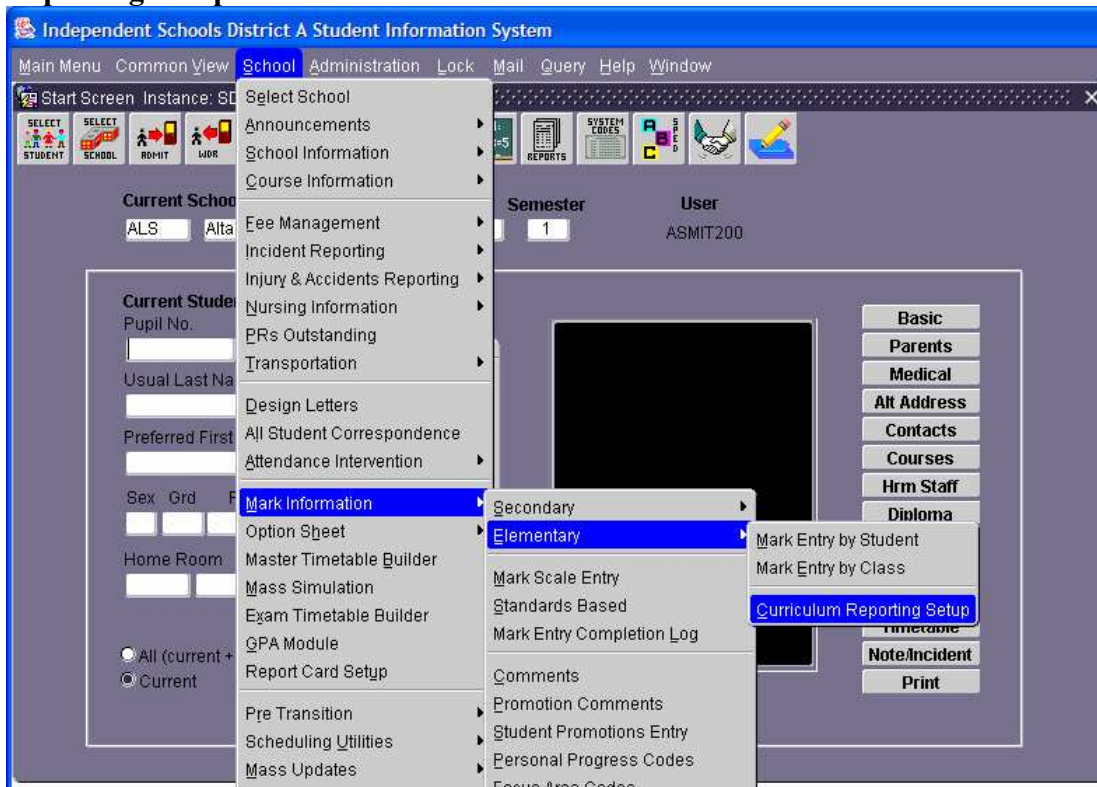 Independent Schools District A Student Information System
Main Menu Common View School Administration Lock Mail Query Help Window
Start Screen Instance: SD
SELECT STUDENT
SELECT SCHOOL
ADMIT
WDR
REPORTS
SYSTEM CODES
A B C SPED
Current Schoo
Semester
User
ALS
Alta
1
ASMIT200
Current Stude
Pupil No.
Usual Last Na
Preferred First
Sex Grd
Home Room
All (current +
Current
Select School
Announcements
School Information
Course Information
Fee Management
Incident Reporting
Injury & Accidents Reporting
Nursing Information
PRs Outstanding
Transportation
Design Letters
All Student Correspondence
Attendance Intervention
Mark Information
Option Sheet
Master Timetable Builder
Mass Simulation
Exam Timetable Builder
GPA Module
Report Card Setup
Pre Transition
Scheduling Utilities
Mass Updates
Secondary
Elementary
Mark Scale Entry
Standards Based
Mark Entry Completion Log
Comments
Promotion Comments
Student Promotions Entry
Personal Progress Codes
Focus Area Codes
Mark Entry by Student
Mark Entry by Class
Curriculum Reporting Setup
Basic
Parents
Medical
Alt Address
Contacts
Courses
Hrm Staff
Diploma
Timetable
Note/Incident
Print